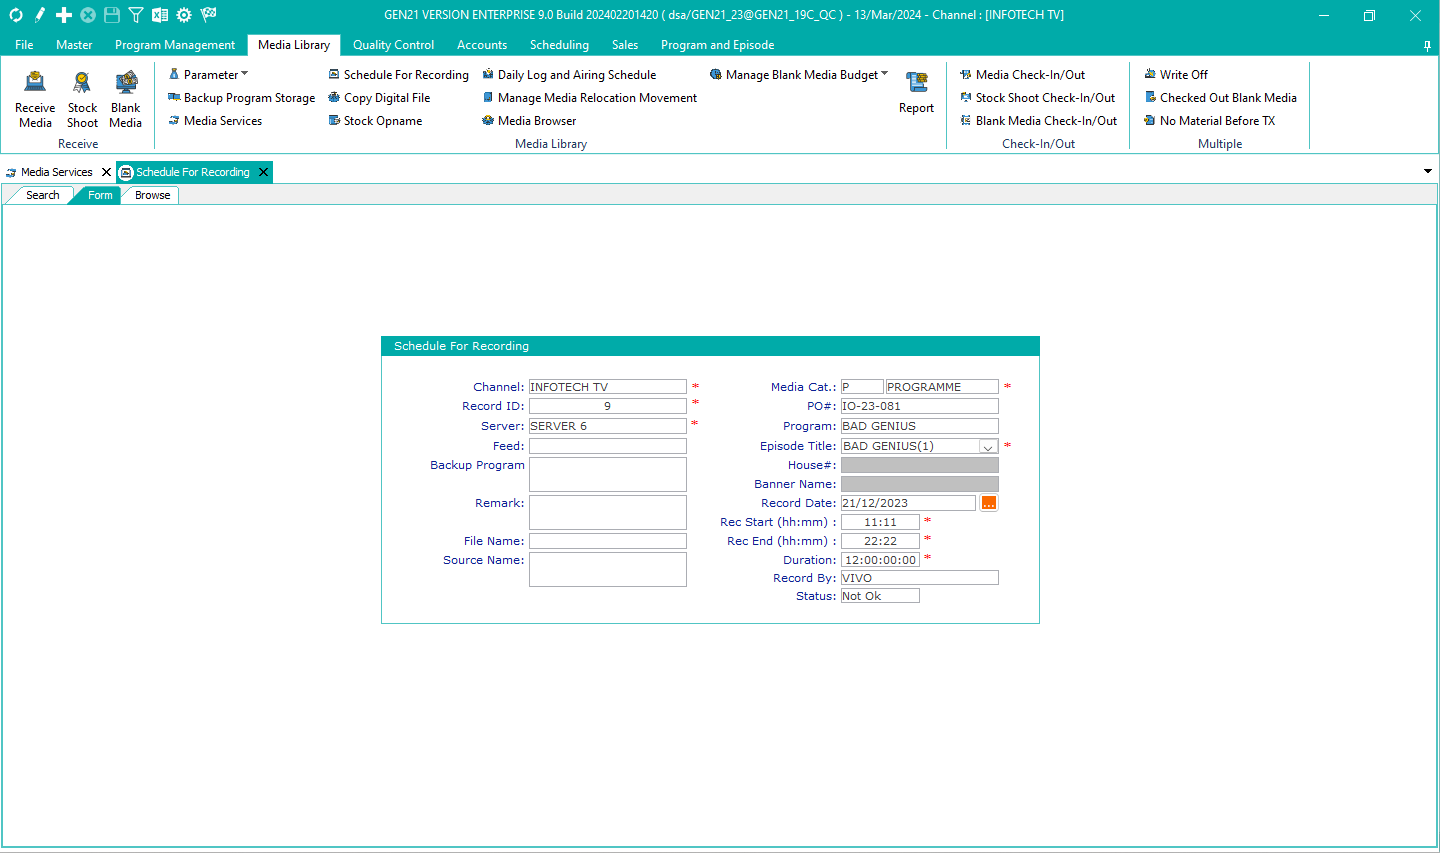 GEN21 VERSION ENTERPRISE 9.0 Build 202402201420 ( dsa/GEN21_23@GEN21_19C_QC ) - 13/Mar/2024 - Channel : [INFOTECH TV]
File Master Program Management Media Library Quality Control Accounts Scheduling Sales Program and Episode
Receive Media
Stock Shoot
Blank Media
Receive
Parameter
Backup Program Storage
Media Services
Schedule For Recording
Copy Digital File
Stock Opname
Daily Log and Airing Schedule
Manage Media Relocation Movement
Media Browser
Manage Blank Media Budget
Report
Media Library
Media Check-In/Out
Stock Shoot Check-In/Out
Blank Media Check-In/Out
Check-In/Out
Write Off
Checked Out Blank Media
No Material Before TX
Multiple
Media Services Schedule For Recording
Search Form Browse
Schedule For Recording
Channel: INFOTECH TV *
Record ID: 9 *
Server: SERVER 6 *
Feed:
Backup Program
Remark:
File Name:
Source Name:
Media Cat.: P PROGRAMME *
PO#: IO-23-081
Program: BAD GENIUS
Episode Title: BAD GENIUS(1) *
House#:
Banner Name:
Record Date: 21/12/2023 ...
Rec Start (hh:mm) : 11:11 *
Rec End (hh:mm) : 22:22 *
Duration: 12:00:00:00 *
Record By: VIVO
Status: Not Ok